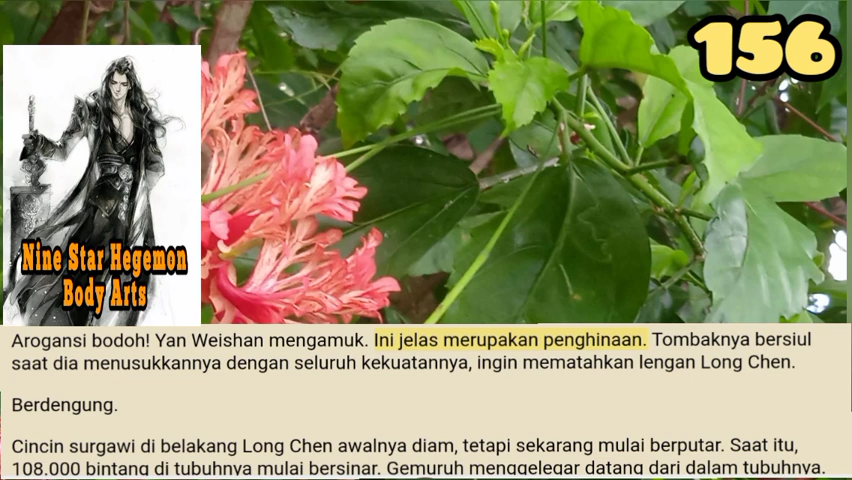 156
Nine Star Hegemon
Body Arts
Arogansi bodoh! Yan Weishan mengamuk. Ini jelas merupakan penghinaan. Tombaknya bersiul
saat dia menusukkannya dengan seluruh kekuatannya, ingin mematahkan lengan Long Chen.
Berdengung.
Cincin surgawi di belakang Long Chen awalnya diam, tetapi sekarang mulai berputar. Saat itu,
108.000 bintang di tubuhnya mulai bersinar. Gemuruh menggelegar datang dari dalam tubuhnya.